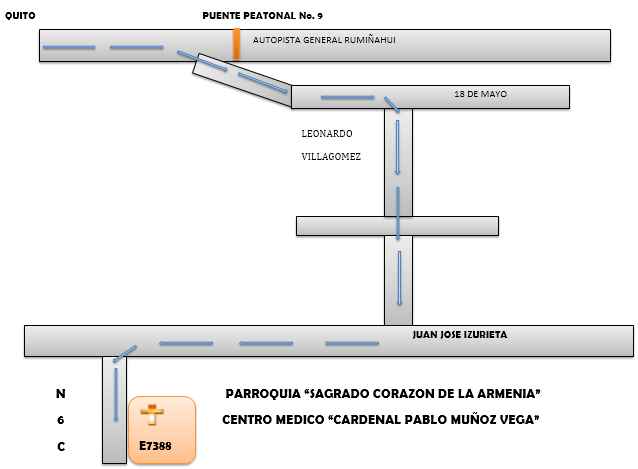 QUITO
PUENTE PEATONAL No. 9
AUTOPISTA GENERAL RUMIÑAHUI
18 DE MAYO
LEONARDO
VILLAGOMEZ
JUAN JOSE IZURIETA
N PARROQUIA “SAGRADO CORAZON DE LA ARMENIA”
6 CENTRO MEDICO “CARDENAL PABLO MUÑOZ VEGA”
C E7388